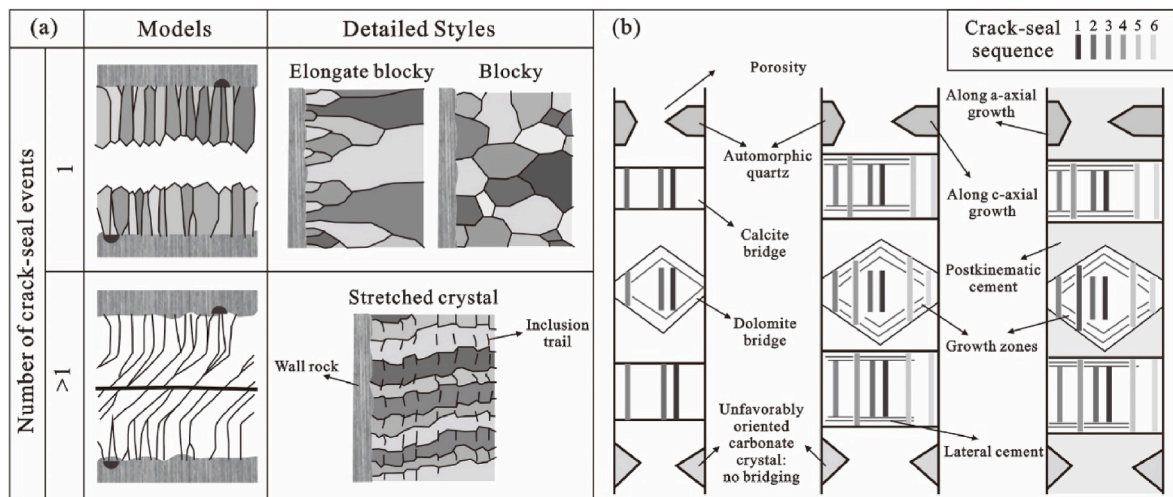 (a)
Models
Detailed Styles
Number of crack-seal events
1
>1
Elongate blocky
Blocky
Stretched crystal
Inclusion
trail
Wall rock
(b)
Crack-seal
sequence
1 2 3 4 5 6
Porosity
Automorphic
quartz
Calcite
bridge
Dolomite
bridge
Unfavorably
oriented
carbonate
crystal:
no bridging
Along a-axial
growth
Along c-axial
growth
Postkinematic
cement
Growth zones
Lateral cement